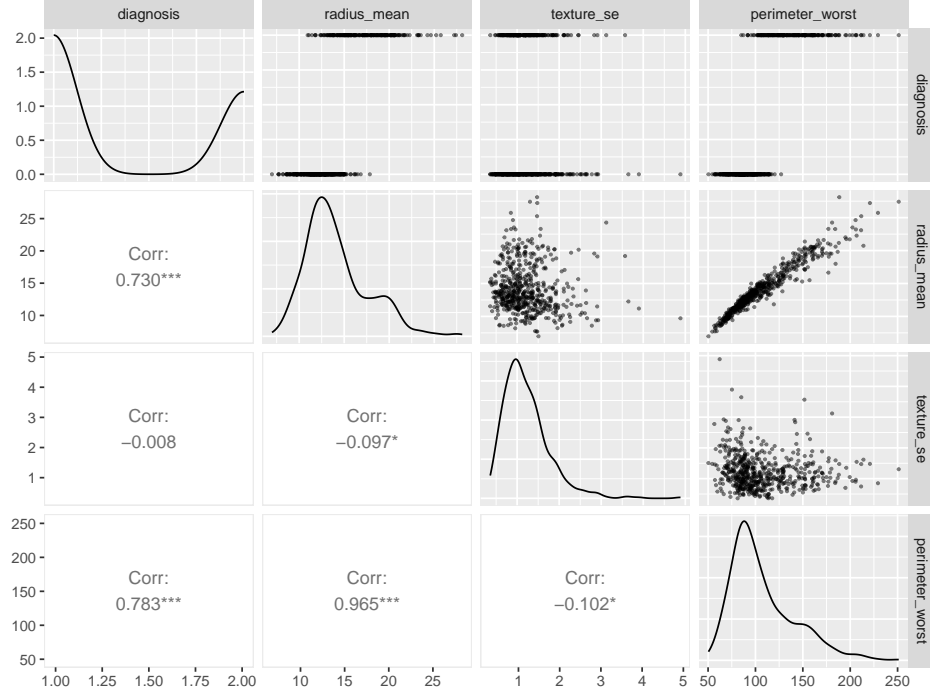 diagnosis radius_mean texture_se perimeter_worst
2.0
1.5
1.0
0.5
0.0
diagnosis
25
20
15
10
Corr:
0.730***
radius_mean
5
4
3
2
1
Corr:
−0.008
Corr:
−0.097*
texture_se
250
200
150
100
50
Corr:
0.783***
Corr:
0.965***
Corr:
−0.102*
perimeter_worst
1.00 1.25 1.50 1.75 2.00 10 15 20 25 1 2 3 4 5 50 100 150 200 250